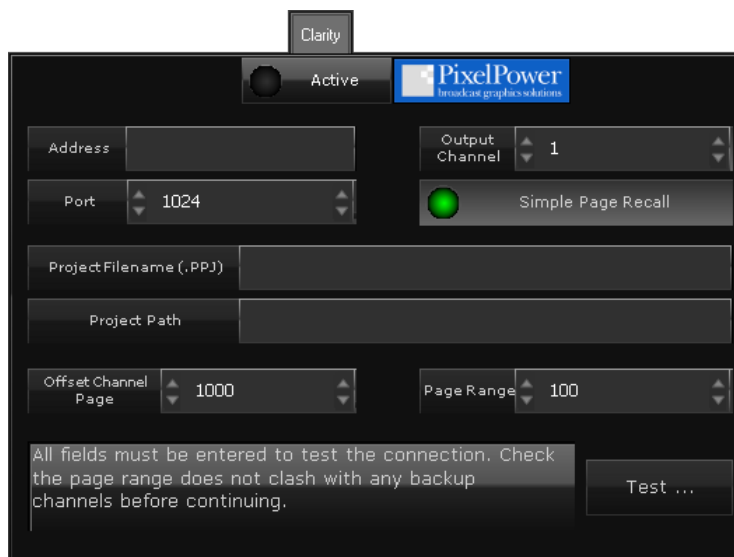 Clarity
Active
PixelPower
broadcast graphics solutions
Address
Output
Channel
1
Port
1024
Simple Page Recall
Project Filename (.PPJ)
Project Path
Offset Channel
Page
1000
Page Range
100
All fields must be entered to test the connection. Check
the page range does not clash with any backup
channels before continuing.
Test ...